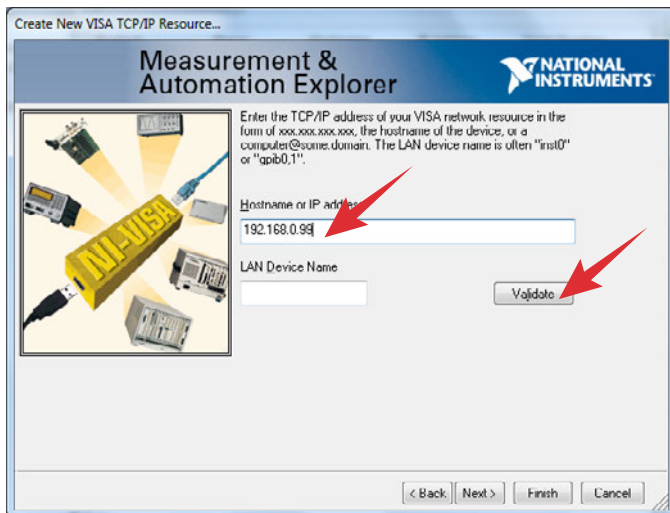 Create New VISA TCP/IP Resource...
Measurement &
Automation Explorer
NATIONAL
INSTRUMENTS
Enter the TCP/IP address of your VISA network resource in the
form of xxx.xxx.xxx.xxx, the hostname of the device, or a
computer@some.domain. The LAN device name is often "inst0"
or "gpib0,1".
Hostname or IP address
192.168.0.99
LAN Device Name
Validate
NI-VISA
< Back
Next >
Finish
Cancel